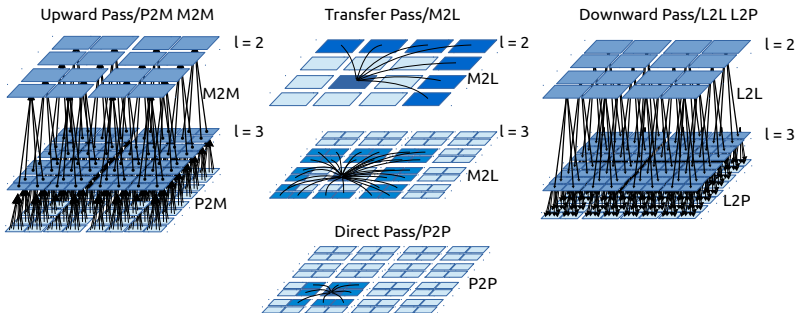 Upward Pass/P2M M2M
l = 2
M2M
l = 3
P2M
Transfer Pass/M2L
l = 2
M2L
l = 3
M2L
Direct Pass/P2P
P2P
Downward Pass/L2L L2P
l = 2
L2L
l = 3
L2P